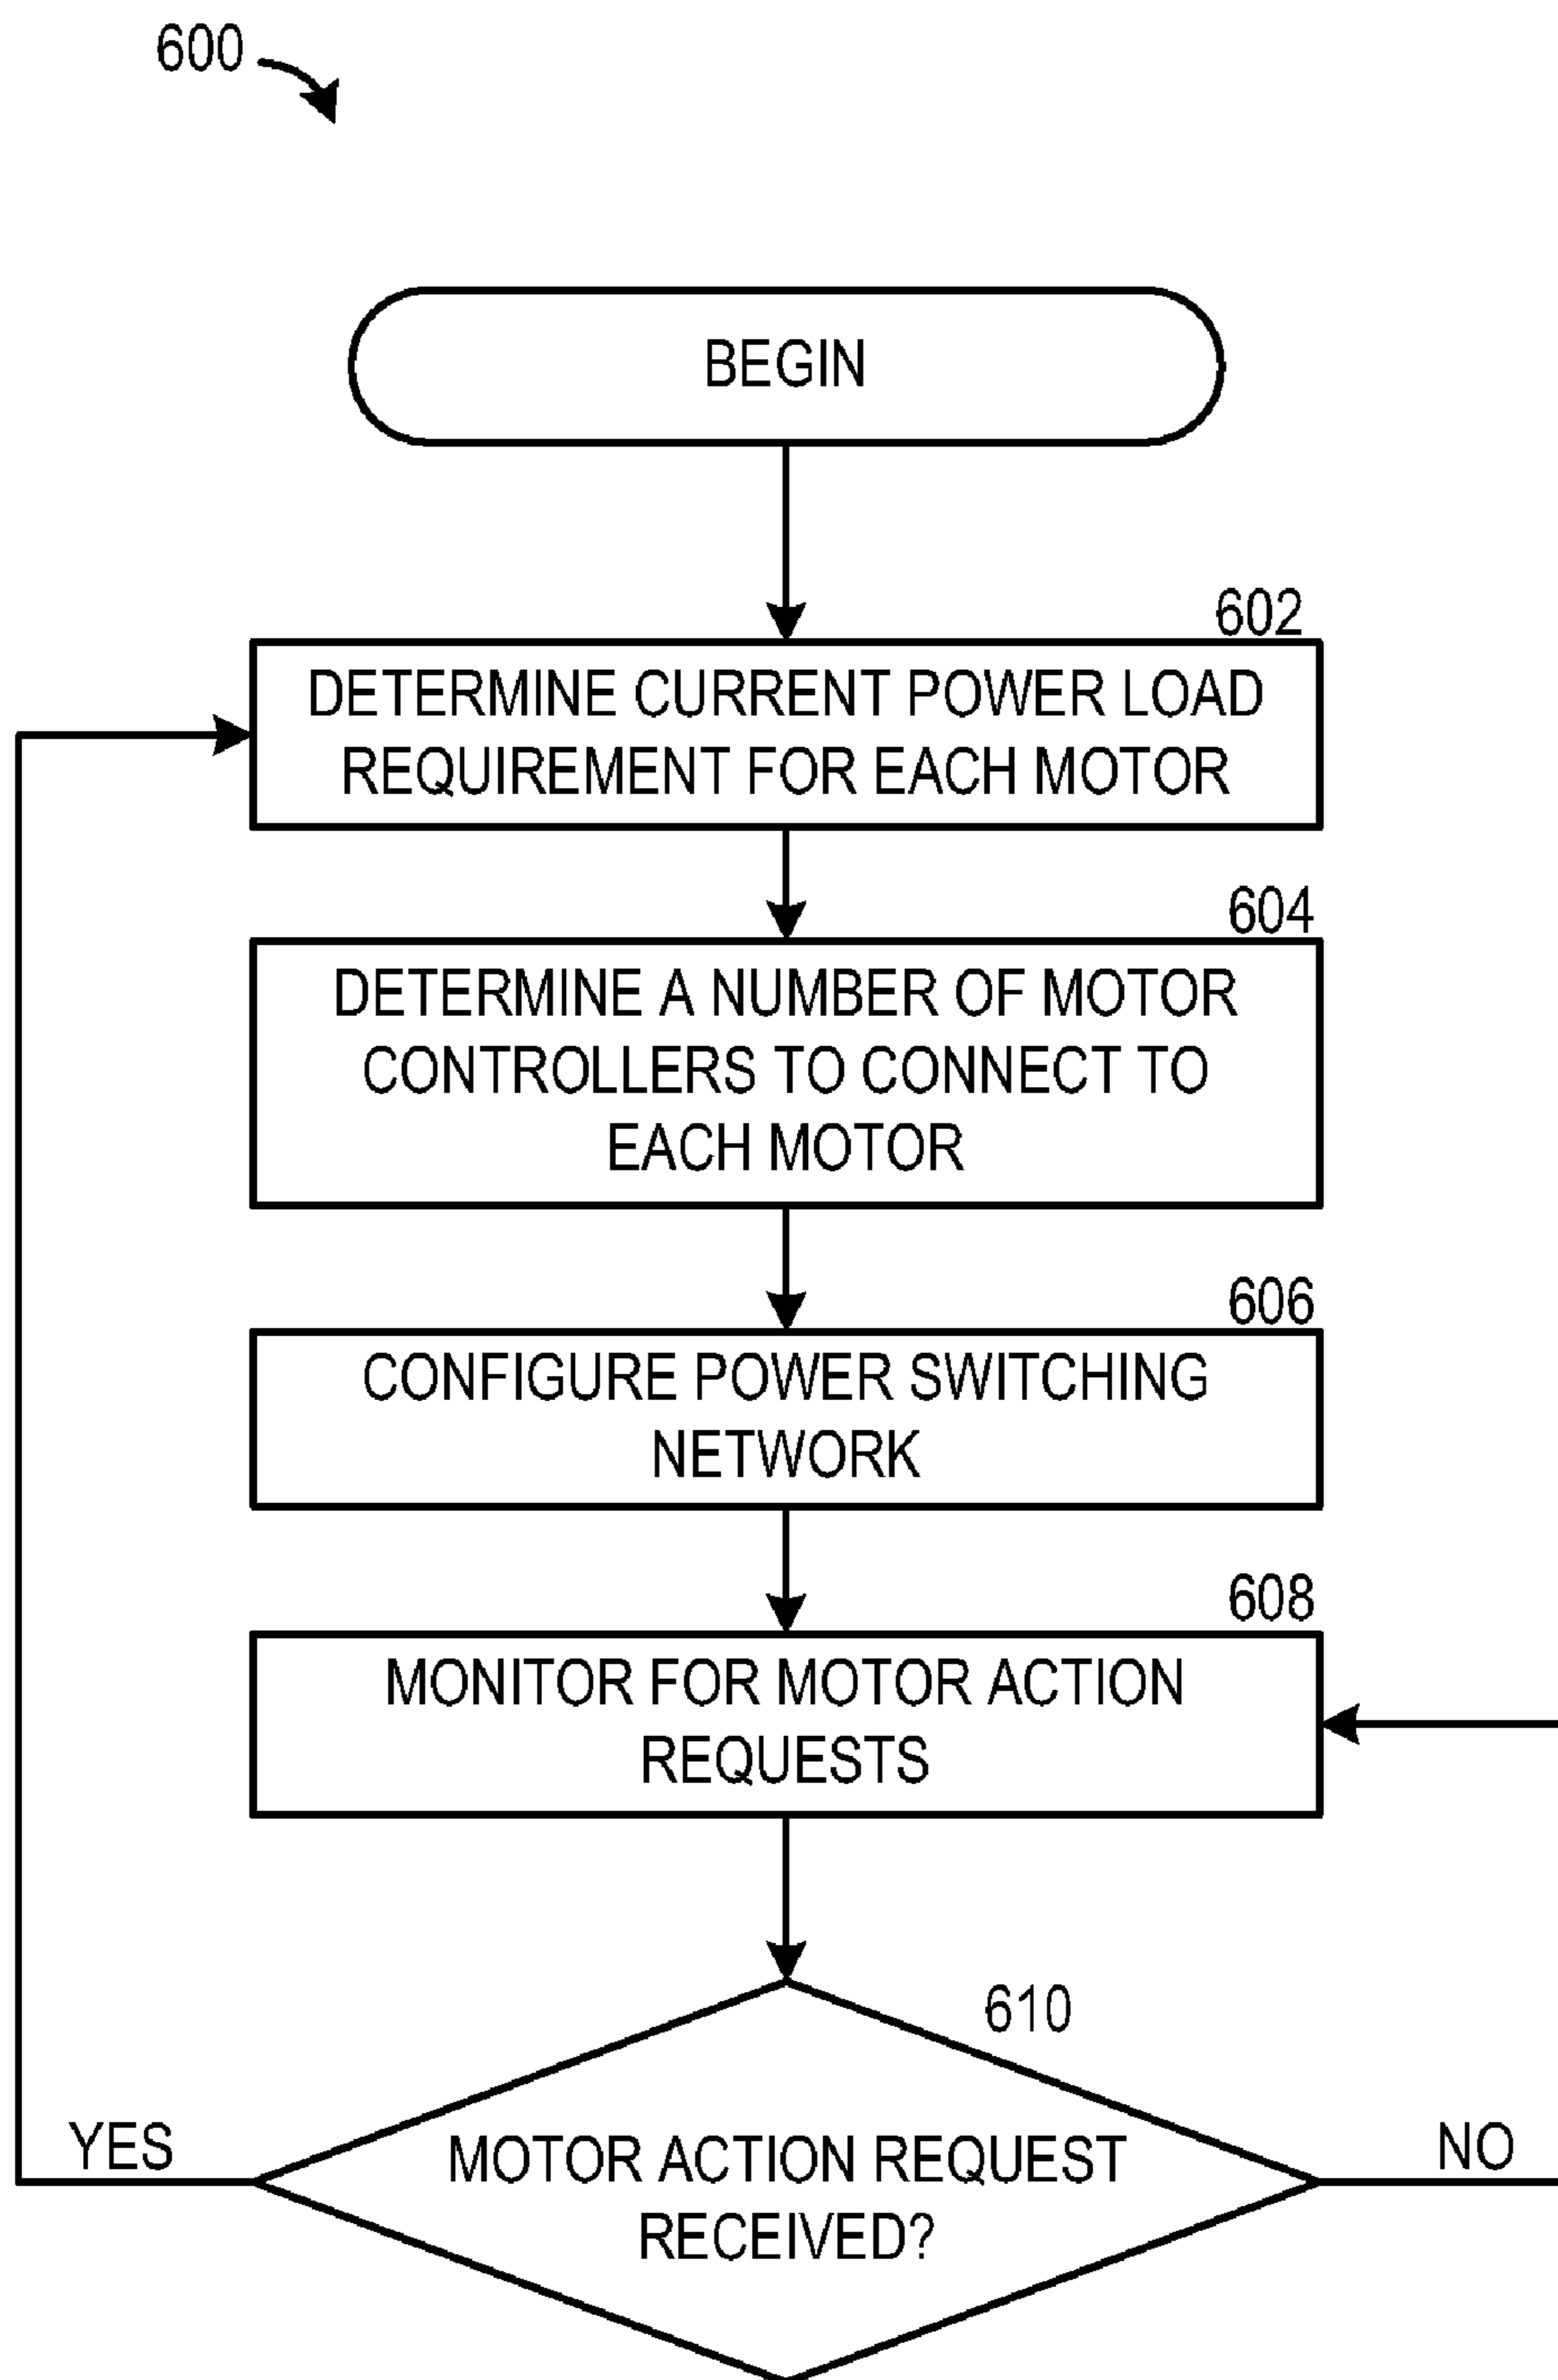 600
BEGIN
602
DETERMINE CURRENT POWER LOAD
REQUIREMENT FOR EACH MOTOR
604
DETERMINE A NUMBER OF MOTOR
CONTROLLERS TO CONNECT TO
EACH MOTOR
606
CONFIGURE POWER SWITCHING
NETWORK
608
MONITOR FOR MOTOR ACTION
REQUESTS
610
YES
MOTOR ACTION REQUEST
RECEIVED?
NO